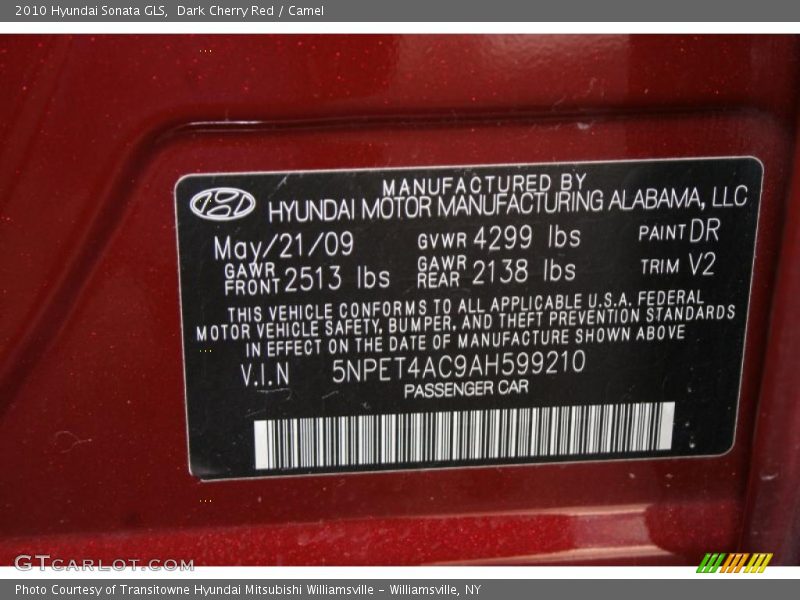 2010 Hyundai Sonata GLS, Dark Cherry Red / Camel
MANUFACTURED BY
HYUNDAI MOTOR MANUFACTURING ALABAMA, LLC
May/21/09 GVWR 4299 lbs PAINT DR
GAWR FRONT 2513 lbs GAWR REAR 2138 lbs TRIM V2
THIS VEHICLE CONFORMS TO ALL APPLICABLE U.S.A. FEDERAL
MOTOR VEHICLE SAFETY, BUMPER, AND THEFT PREVENTION STANDARDS
IN EFFECT ON THE DATE OF MANUFACTURE SHOWN ABOVE
V.I.N 5NPET4AC9AH599210
PASSENGER CAR
GTCARLOT.COM
Photo Courtesy of Transitowne Hyundai Mitsubishi Williamsville - Williamsville, NY